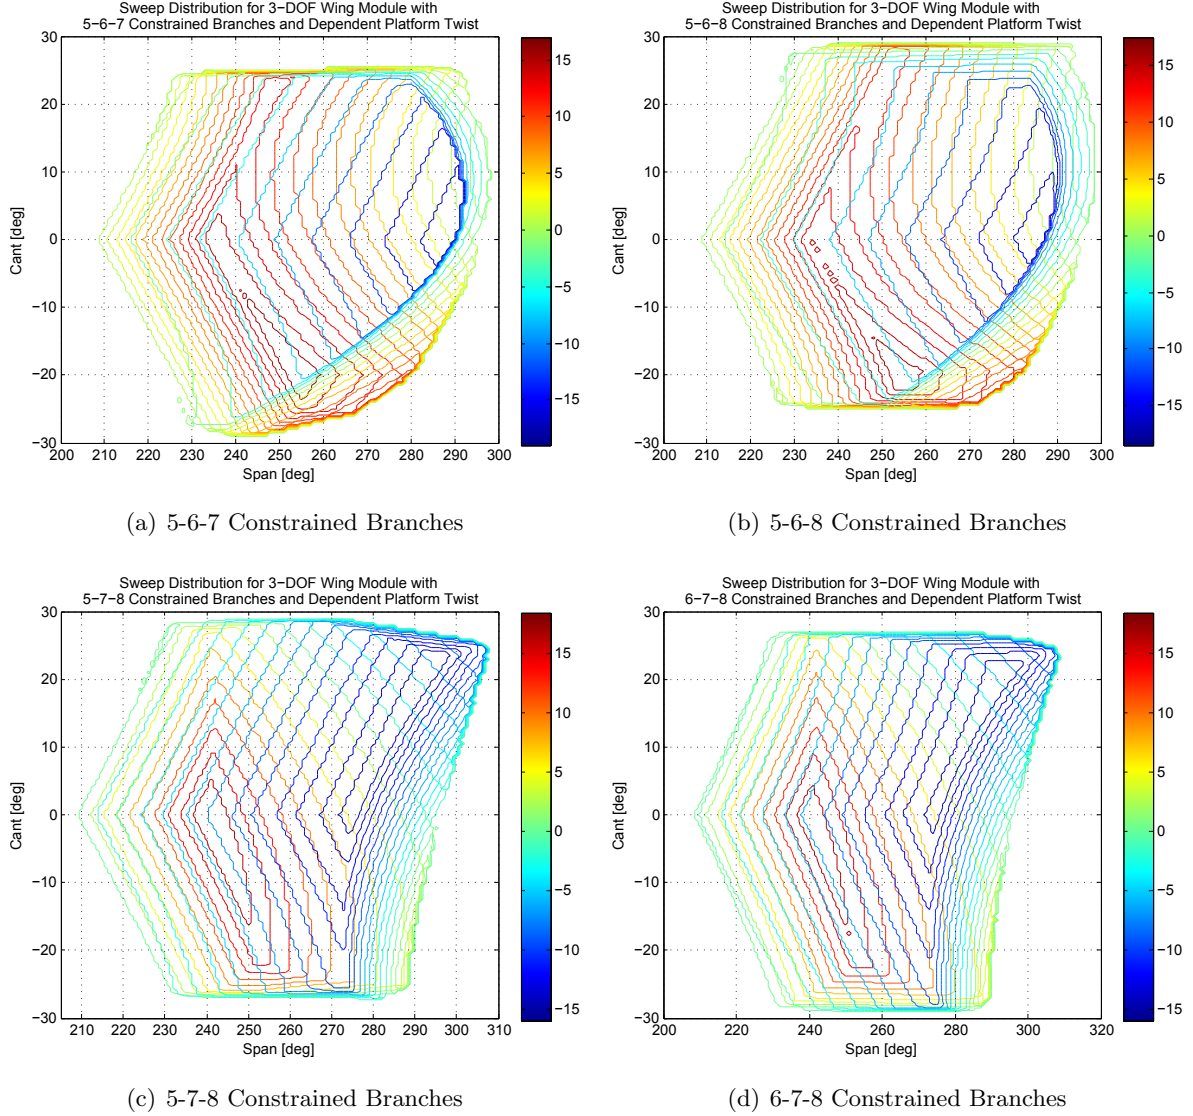 Sweep Distribution for 3−DOF Wing Module with
5−6−7 Constrained Branches and Dependent Platform Twist
30
20
10
0
−10
−20
−30
Cant [deg]
200 210 220 230 240 250 260 270 280 290 300
Span [deg]
15
10
5
0
−5
−10
−15
(a) 5-6-7 Constrained Branches
Sweep Distribution for 3−DOF Wing Module with
5−6−8 Constrained Branches and Dependent Platform Twist
30
20
10
0
−10
−20
−30
Cant [deg]
200 210 220 230 240 250 260 270 280 290 300
Span [deg]
15
10
5
0
−5
−10
−15
(b) 5-6-8 Constrained Branches
Sweep Distribution for 3−DOF Wing Module with
5−7−8 Constrained Branches and Dependent Platform Twist
30
20
10
0
−10
−20
−30
Cant [deg]
210 220 230 240 250 260 270 280 290 300 310
Span [deg]
15
10
5
0
−5
−10
−15
(c) 5-7-8 Constrained Branches
Sweep Distribution for 3−DOF Wing Module with
6−7−8 Constrained Branches and Dependent Platform Twist
30
20
10
0
−10
−20
−30
Cant [deg]
200 220 240 260 280 300 320
Span [deg]
15
10
5
0
−5
−10
−15
(d) 6-7-8 Constrained Branches